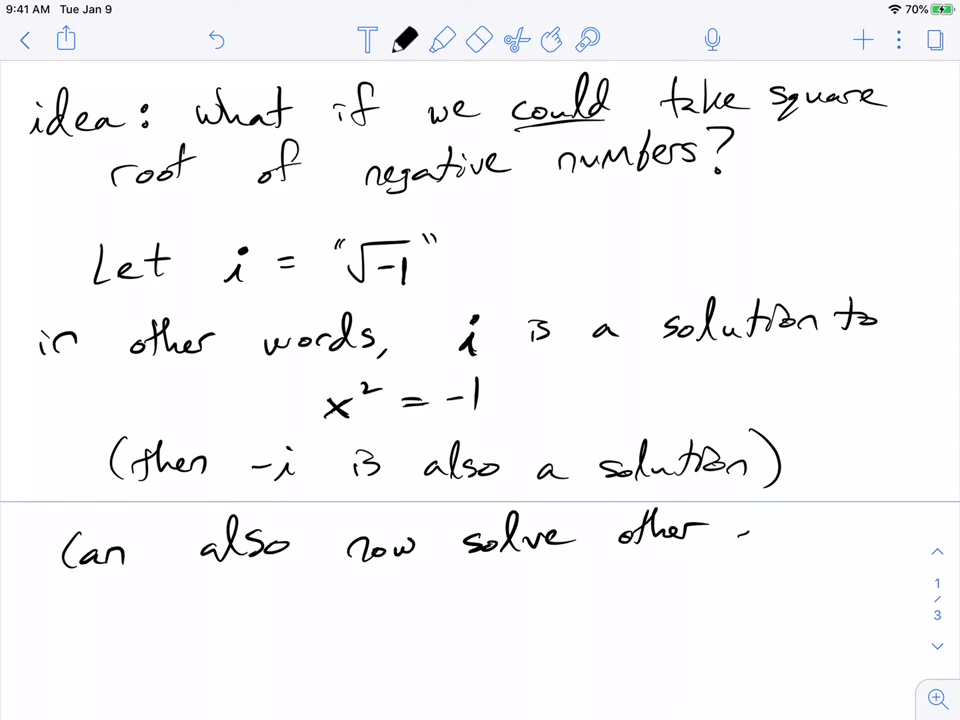 9:41 AM Tue Jan 9
70%
T
idea: what if we could take square
root of negative numbers?
Let i = "√-1"
in other words, i is a solution to
x² = -1
(then -i is also a solution)
Can also now solve other
1
/
3